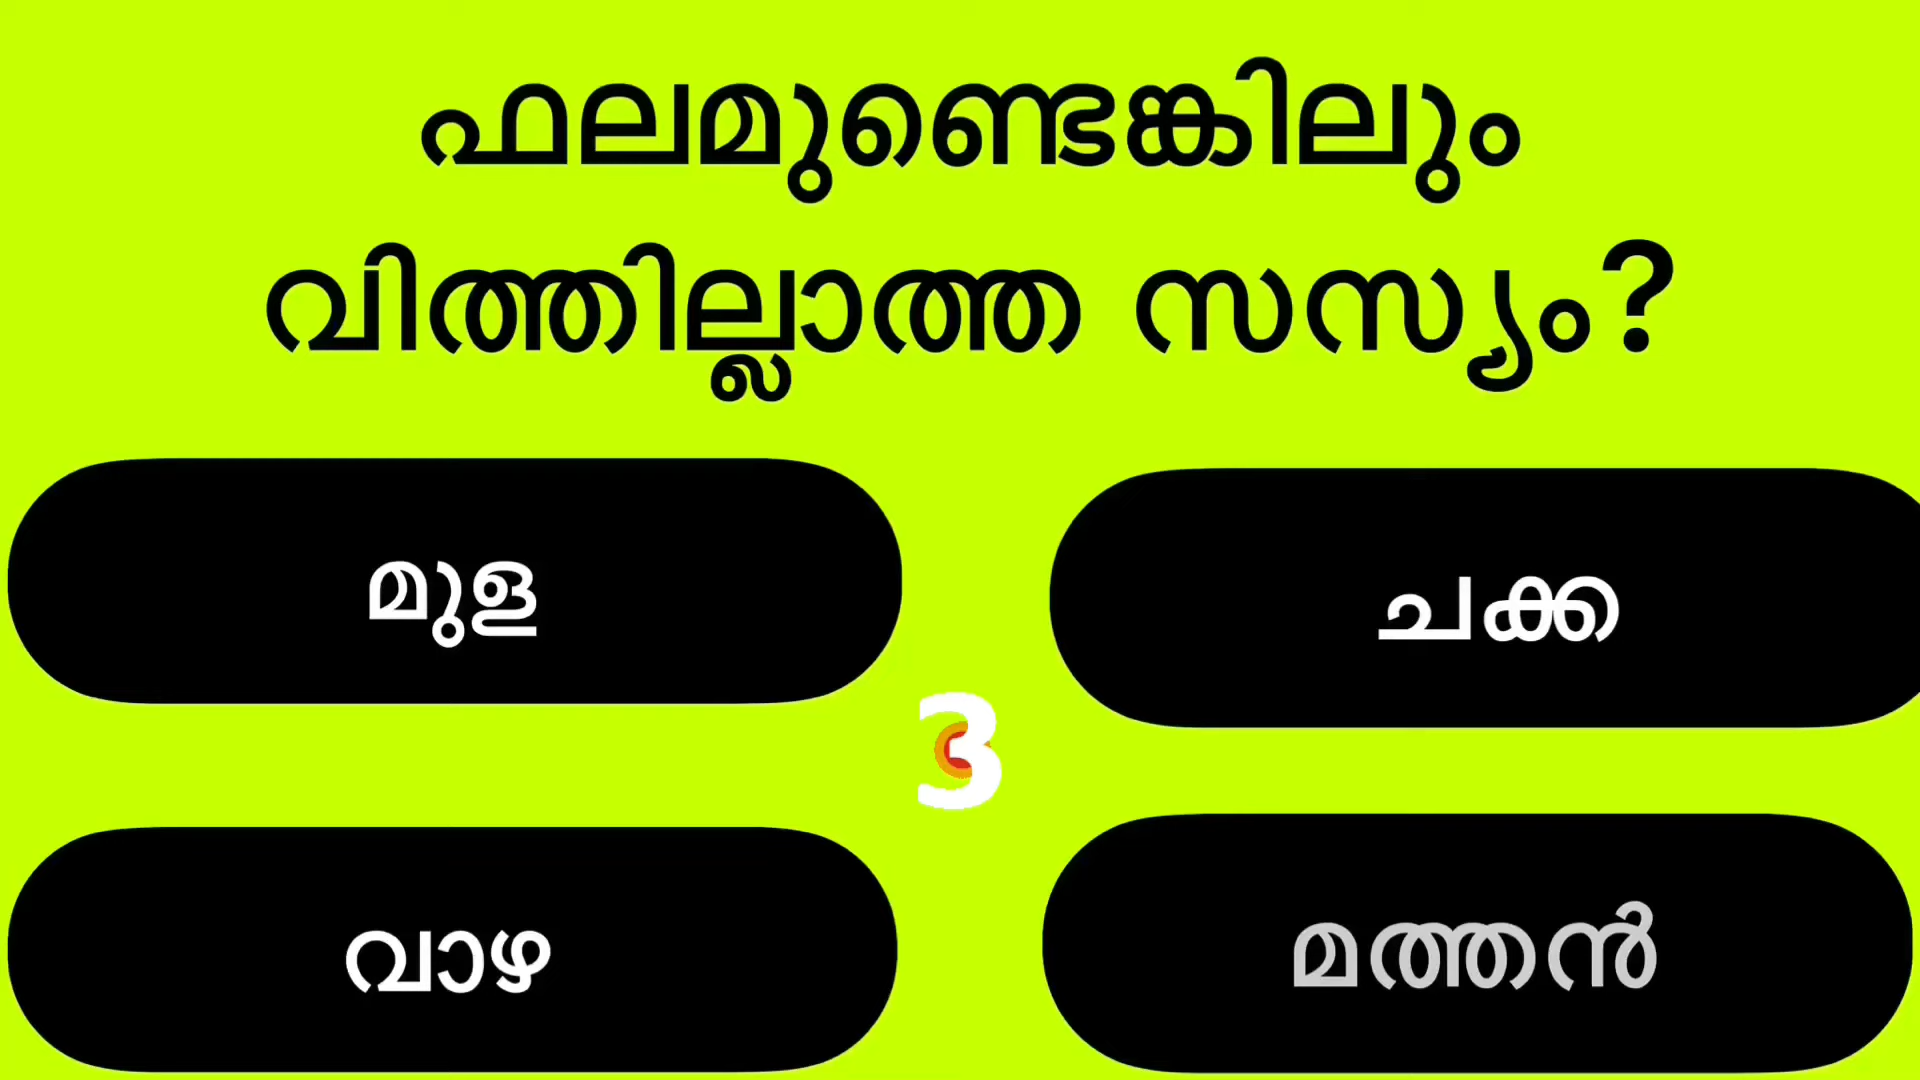 ഫലമുണ്ടെങ്കിലും
വിത്തില്ലാത്ത സസ്യം?
മുള
ചക്ക
3
വാഴ
മത്തൻ